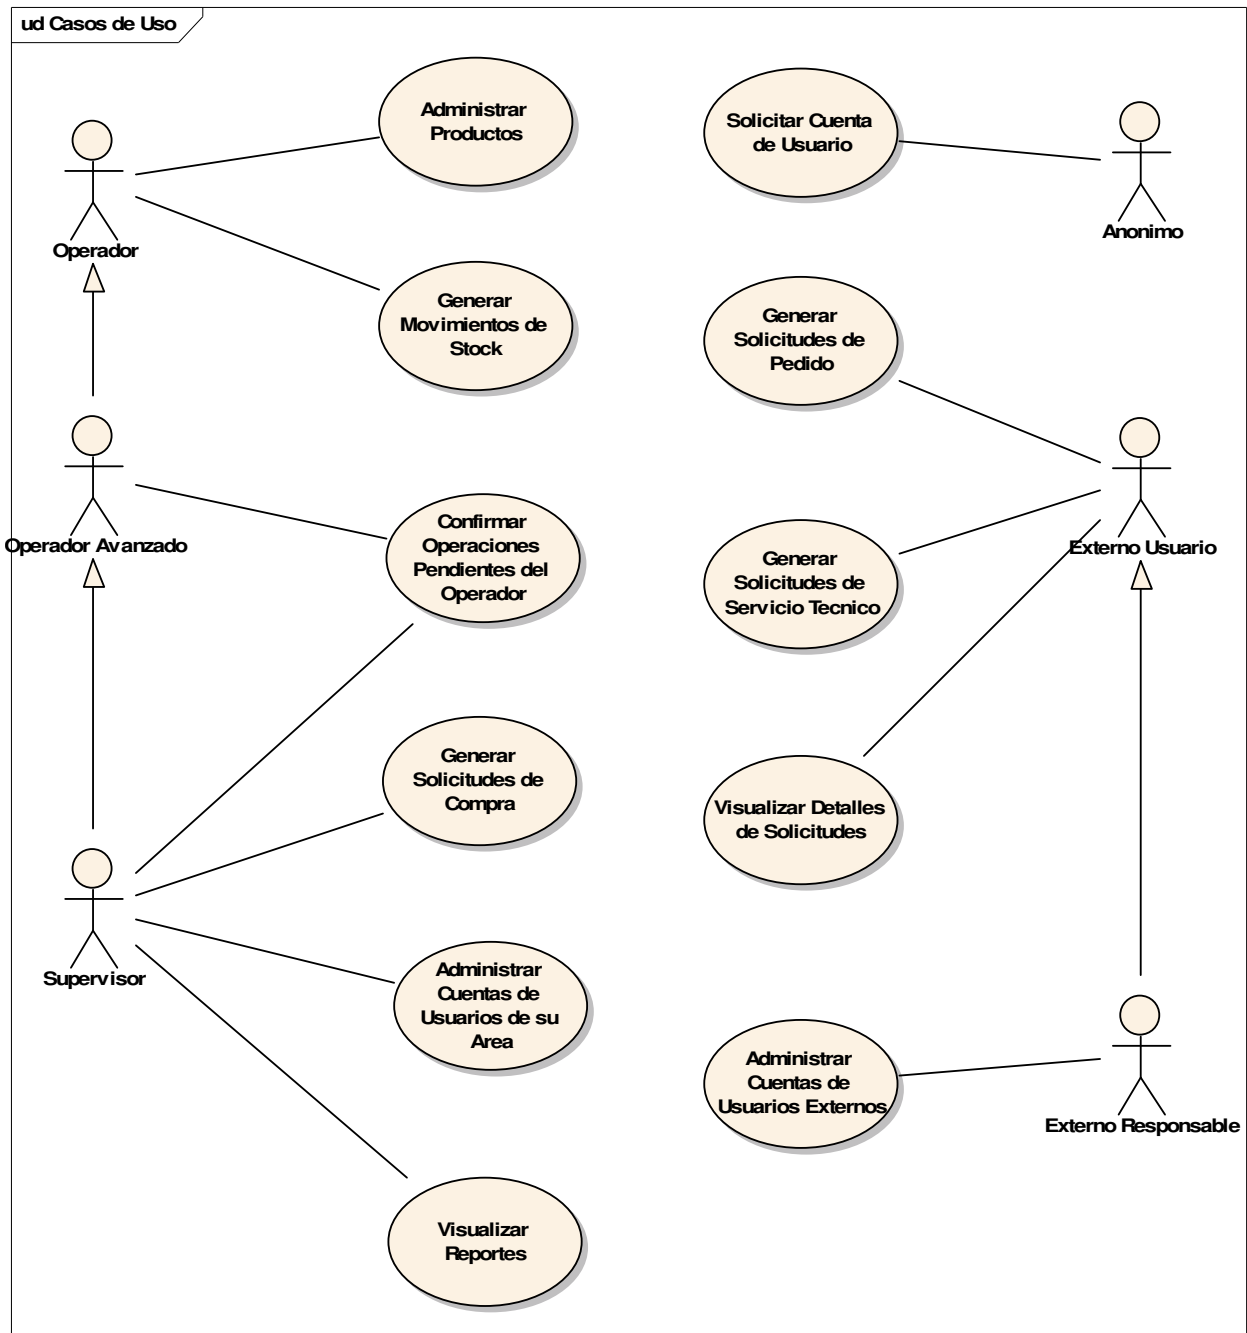 ud Casos de Uso
Administrar
Productos
Operador
Generar
Movimientos de
Stock
Operador Avanzado
Confirmar
Operaciones
Pendientes del
Operador
Generar
Solicitudes de
Compra
Supervisor
Administrar
Cuentas de
Usuarios de su
Area
Visualizar
Reportes
Solicitar Cuenta
de Usuario
Anonimo
Generar
Solicitudes de
Pedido
Externo Usuario
Generar
Solicitudes de
Servicio Tecnico
Visualizar Detalles
de Solicitudes
Administrar
Cuentas de
Usuarios Externos
Externo Responsable